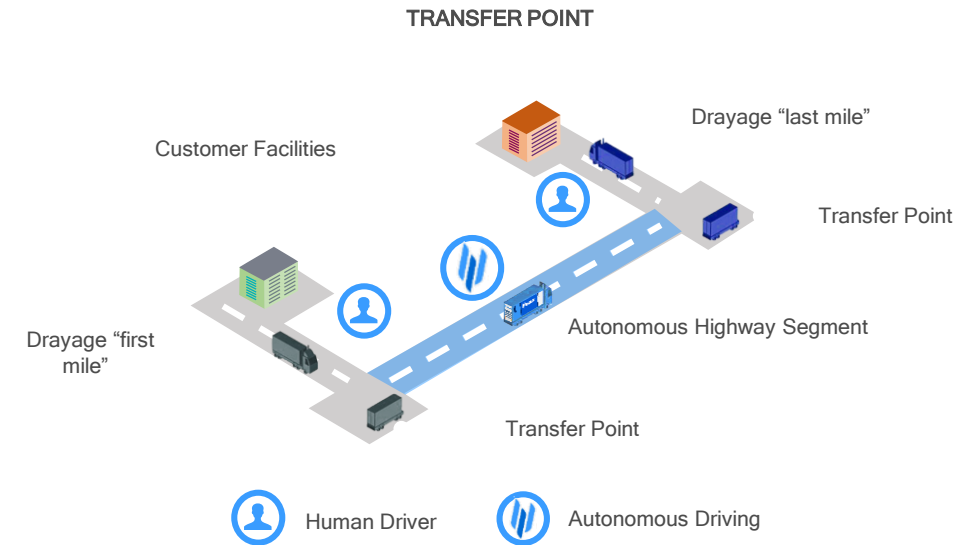 TRANSFER POINT
Drayage “last mile”
Customer Facilities
Transfer Point
Autonomous Highway Segment
Drayage “first
mile”
Transfer Point
Human Driver
Autonomous Driving